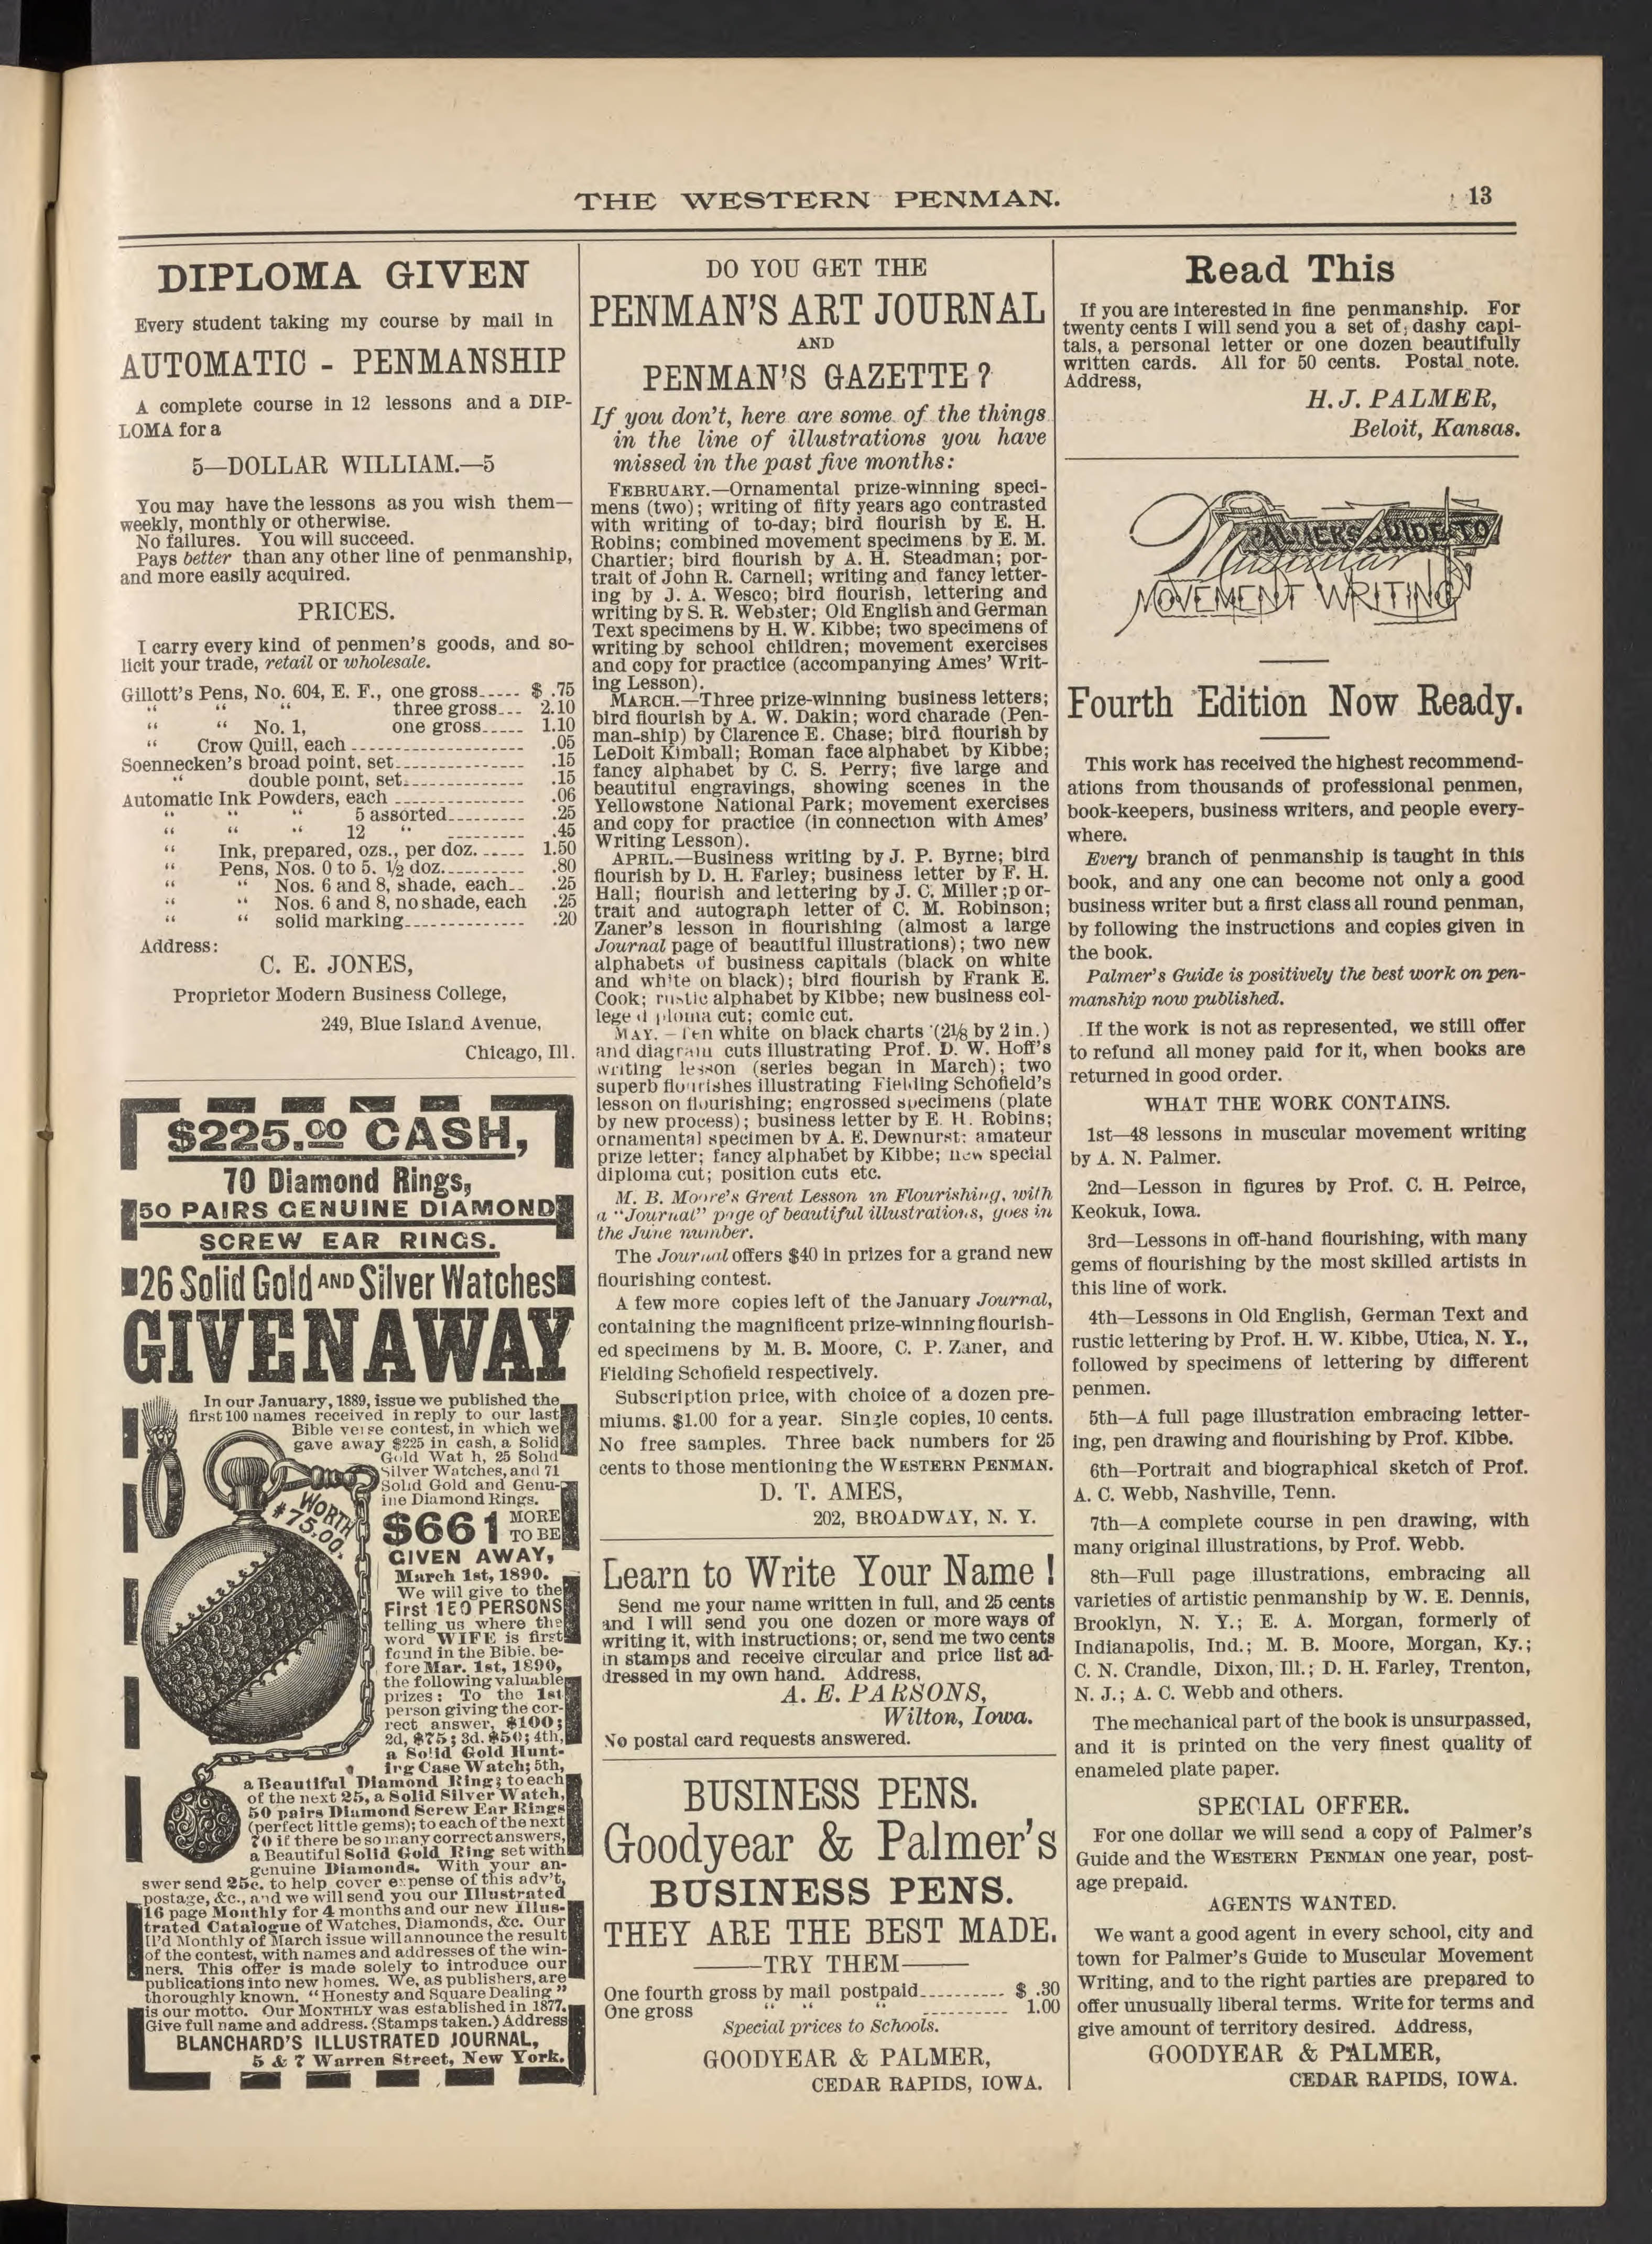 THE WESTERN PENMAN.
13
DIPLOMA GIVEN
Every student taking my course by mail in
AUTOMATIC - PENMANSHIP
A complete course in 12 lessons and a DIP-
LOMA for a
5—DOLLAR WILLIAM.—5
You may have the lessons as you wish them—
weekly, monthly or otherwise.
No failures. You will succeed.
Pays better than any other line of penmanship,
and more easily acquired.
PRICES.
I carry every kind of penmen's goods, and so-
licit your trade, retail or wholesale.
Gillott's Pens, No. 604, E. F., one gross..... $ .75
" " " three gross... 2.10
" " No. 1, one gross..... 1.10
" Crow Quill, each ..................... .05
Soennecken's broad point, set............... .15
" double point, set.............. .15
Automatic Ink Powders, each ............... .06
" " " 5 assorted......... .25
" " " 12 " ......... .45
" Ink, prepared, ozs., per doz. ..... 1.50
" Pens, Nos. 0 to 5, ½ doz.......... .80
" " Nos. 6 and 8, shade, each.. .25
" " Nos. 6 and 8, no shade, each .25
" " solid marking.............. .20
Address:
C. E. JONES,
Proprietor Modern Business College,
249, Blue Island Avenue,
Chicago, Ill.
$225.00 CASH,
70 Diamond Rings,
50 PAIRS GENUINE DIAMOND
SCREW EAR RINGS.
26 Solid Gold AND Silver Watches
GIVEN AWAY
In our January, 1889, issue we published the
first 100 names received in reply to our last
Bible verse contest, in which we
gave away $225 in cash, a Solid
Gold Wat h, 25 Solid
Silver Watches, and 71
Solid Gold and Genu-
ine Diamond Rings.
WORTH
$75.00.
$661 MORE
TO BE
GIVEN AWAY,
March 1st, 1890.
We will give to the
First 150 PERSONS
telling us where the
word WIFE is first
found in the Bible, be-
fore Mar. 1st, 1890,
the following valuable
prizes: To the 1st
person giving the cor-
rect answer, $100;
2d, $75; 3d, $50; 4th,
a Solid Gold Hunt-
ing Case Watch; 5th,
a Beautiful Diamond Ring; to each
of the next 25, a Solid Silver Watch,
50 pairs Diamond Screw Ear Rings
(perfect little gems); to each of the next
70 if there be so many correct answers,
a Beautiful Solid Gold Ring set with
genuine Diamonds. With your an-
swer send 25c. to help cover expense of this adv't,
postage, &c., and we will send you our Illustrated
16 page Monthly for 4 months and our new Illus-
trated Catalogue of Watches, Diamonds, &c. Our
Il'd Monthly of March issue will announce the result
of the contest, with names and addresses of the win-
ners. This offer is made solely to introduce our
publications into new homes. We, as publishers, are
thoroughly known. "Honesty and Square Dealing"
is our motto. Our MONTHLY was established in 1877.
Give full name and address. (Stamps taken.) Address
BLANCHARD'S ILLUSTRATED JOURNAL,
5 & 7 Warren Street, New York.
DO YOU GET THE
PENMAN'S ART JOURNAL
AND
PENMAN'S GAZETTE?
If you don't, here are some of the things
in the line of illustrations you have
missed in the past five months:
FEBRUARY.—Ornamental prize-winning speci-
mens (two); writing of fifty years ago contrasted
with writing of to-day; bird flourish by E. H.
Robins; combined movement specimens by E. M.
Chartier; bird flourish by A. H. Steadman; por-
trait of John R. Carnell; writing and fancy letter-
ing by J. A. Wesco; bird flourish, lettering and
writing by S. R. Webster; Old English and German
Text specimens by H. W. Kibbe; two specimens of
writing by school children; movement exercises
and copy for practice (accompanying Ames' Writ-
ing Lesson).
MARCH.—Three prize-winning business letters;
bird flourish by A. W. Dakin; word charade (Pen-
man-ship) by Clarence E. Chase; bird flourish by
LeDoit Kimball; Roman face alphabet by Kibbe;
fancy alphabet by C. S. Perry; five large and
beautiful engravings, showing scenes in the
Yellowstone National Park; movement exercises
and copy for practice (in connection with Ames'
Writing Lesson).
APRIL.—Business writing by J. P. Byrne; bird
flourish by D. H. Farley; business letter by F. H.
Hall; flourish and lettering by J. C. Miller ;p or-
trait and autograph letter of C. M. Robinson;
Zaner's lesson in flourishing (almost a large
Journal page of beautiful illustrations); two new
alphabets of business capitals (black on white
and white on black); bird flourish by Frank E.
Cook; rustic alphabet by Kibbe; new business col-
lege d ploma cut; comic cut.
MAY.—Ten white on black charts (2⅛ by 2 in.)
and diagram cuts illustrating Prof. D. W. Hoff's
writing lesson (series began in March); two
superb flourishes illustrating Fielding Schofield's
lesson on flourishing; engrossed specimens (plate
by new process); business letter by E. H. Robins;
ornamental specimen by A. E. Dewhurst; amateur
prize letter; fancy alphabet by Kibbe; new special
diploma cut; position cuts etc.
M. B. Moore's Great Lesson in Flourishing, with
a "Journal" page of beautiful illustrations, goes in
the June number.
The Journal offers $40 in prizes for a grand new
flourishing contest.
A few more copies left of the January Journal,
containing the magnificent prize-winning flourish-
ed specimens by M. B. Moore, C. P. Zaner, and
Fielding Schofield respectively.
Subscription price, with choice of a dozen pre-
miums, $1.00 for a year. Single copies, 10 cents.
No free samples. Three back numbers for 25
cents to those mentioning the WESTERN PENMAN.
D. T. AMES,
202, BROADWAY, N. Y.
Learn to Write Your Name!
Send me your name written in full, and 25 cents
and I will send you one dozen or more ways of
writing it, with instructions; or, send me two cents
in stamps and receive circular and price list ad-
dressed in my own hand. Address,
A. E. PARSONS,
Wilton, Iowa.
No postal card requests answered.
BUSINESS PENS.
Goodyear & Palmer's
BUSINESS PENS.
THEY ARE THE BEST MADE.
——TRY THEM——
One fourth gross by mail postpaid.......... $ .30
One gross " " " .......... 1.00
Special prices to Schools.
GOODYEAR & PALMER,
CEDAR RAPIDS, IOWA.
Read This
If you are interested in fine penmanship. For
twenty cents I will send you a set of dashy capi-
tals, a personal letter or one dozen beautifully
written cards. All for 50 cents. Postal note.
Address,
H. J. PALMER,
Beloit, Kansas.
PALMER'S GUIDE TO
Muscular
MOVEMENT WRITING
Fourth Edition Now Ready.
This work has received the highest recommend-
ations from thousands of professional penmen,
book-keepers, business writers, and people every-
where.
Every branch of penmanship is taught in this
book, and any one can become not only a good
business writer but a first class all round penman,
by following the instructions and copies given in
the book.
Palmer's Guide is positively the best work on pen-
manship now published.
If the work is not as represented, we still offer
to refund all money paid for it, when books are
returned in good order.
WHAT THE WORK CONTAINS.
1st—48 lessons in muscular movement writing
by A. N. Palmer.
2nd—Lesson in figures by Prof. C. H. Peirce,
Keokuk, Iowa.
3rd—Lessons in off-hand flourishing, with many
gems of flourishing by the most skilled artists in
this line of work.
4th—Lessons in Old English, German Text and
rustic lettering by Prof. H. W. Kibbe, Utica, N. Y.,
followed by specimens of lettering by different
penmen.
5th—A full page illustration embracing letter-
ing, pen drawing and flourishing by Prof. Kibbe.
6th—Portrait and biographical sketch of Prof.
A. C. Webb, Nashville, Tenn.
7th—A complete course in pen drawing, with
many original illustrations, by Prof. Webb.
8th—Full page illustrations, embracing all
varieties of artistic penmanship by W. E. Dennis,
Brooklyn, N. Y.; E. A. Morgan, formerly of
Indianapolis, Ind.; M. B. Moore, Morgan, Ky.;
C. N. Crandle, Dixon, Ill.; D. H. Farley, Trenton,
N. J.; A. C. Webb and others.
The mechanical part of the book is unsurpassed,
and it is printed on the very finest quality of
enameled plate paper.
SPECIAL OFFER.
For one dollar we will send a copy of Palmer's
Guide and the WESTERN PENMAN one year, post-
age prepaid.
AGENTS WANTED.
We want a good agent in every school, city and
town for Palmer's Guide to Muscular Movement
Writing, and to the right parties are prepared to
offer unusually liberal terms. Write for terms and
give amount of territory desired. Address,
GOODYEAR & PALMER,
CEDAR RAPIDS, IOWA.